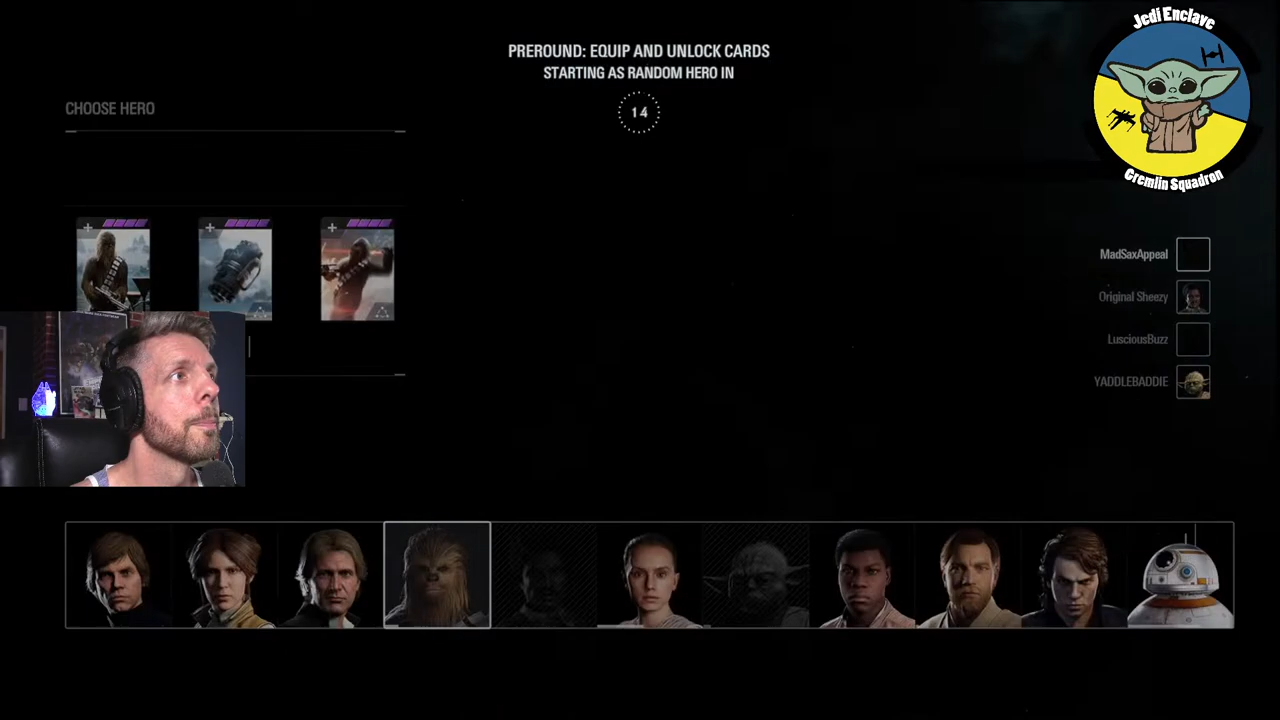 PREROUND: EQUIP AND UNLOCK CARDS
STARTING AS RANDOM HERO IN
14
CHOOSE HERO
Jedi Enclave
Gremlin Squadron
MadSaxAppeal
Original Sheezy
LusciousBuzz
YADDLEBADDIE